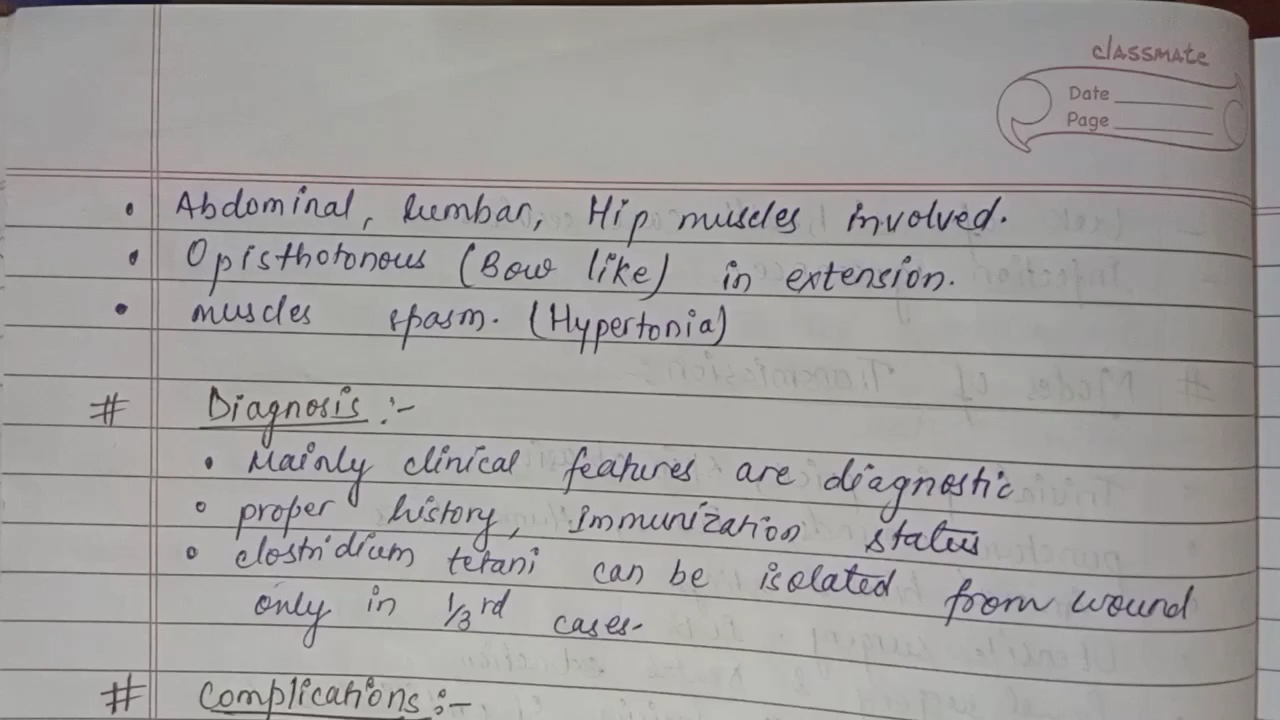 classmate
Date
Page
• Abdominal, Lumbar, Hip muscles involved.
• Opisthotonous (Bow like) in extension.
• muscles spasm. (Hypertonia)
# Diagnosis :-
• Mainly clinical features are diagnostic
• proper history, Immunization status
• clostridium tetani can be isolated from wound
only in 1/3rd cases.
# Complications :-